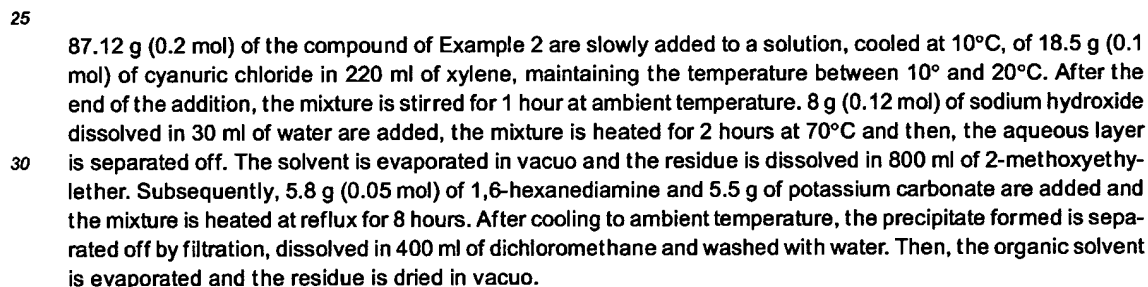 25
87.12 g (0.2 mol) of the compound of Example 2 are slowly added to a solution, cooled at 10°C, of 18.5 g (0.1
mol) of cyanuric chloride in 220 ml of xylene, maintaining the temperature between 10° and 20°C. After the
end of the addition, the mixture is stirred for 1 hour at ambient temperature. 8 g (0.12 mol) of sodium hydroxide
dissolved in 30 ml of water are added, the mixture is heated for 2 hours at 70°C and then, the aqueous layer
30 is separated off. The solvent is evaporated in vacuo and the residue is dissolved in 800 ml of 2-methoxyethy-
lether. Subsequently, 5.8 g (0.05 mol) of 1,6-hexanediamine and 5.5 g of potassium carbonate are added and
the mixture is heated at reflux for 8 hours. After cooling to ambient temperature, the precipitate formed is sepa-
rated off by filtration, dissolved in 400 ml of dichloromethane and washed with water. Then, the organic solvent
is evaporated and the residue is dried in vacuo.